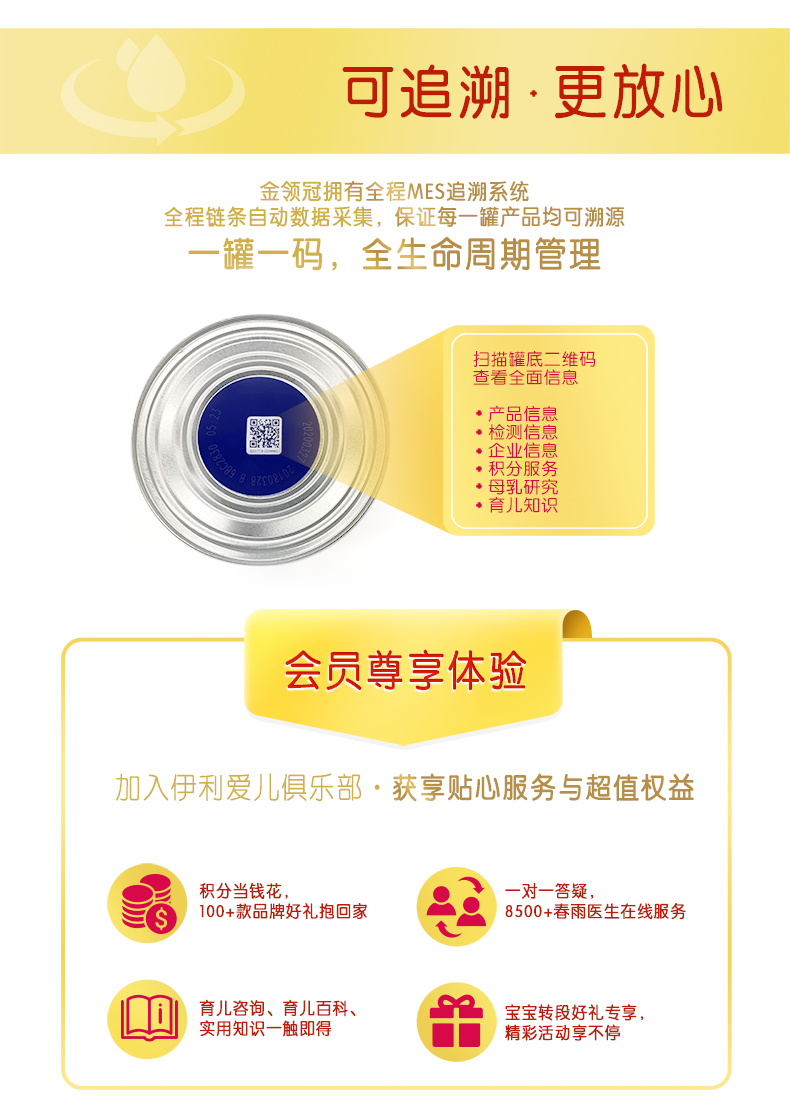 可追溯·更放心
金领冠拥有全程MES追溯系统
全程链条自动数据采集，保证每一罐产品均可溯源
一罐一码，全生命周期管理
扫描罐底二维码
查看全面信息
• 产品信息
• 检测信息
• 企业信息
• 积分服务
• 母乳研究
• 育儿知识
会员尊享体验
加入伊利爱儿俱乐部·获享贴心服务与超值权益
积分当钱花，
100+款品牌好礼抱回家
一对一答疑，
8500+春雨医生在线服务
育儿咨询、育儿百科、
实用知识一触即得
宝宝转段好礼专享，
精彩活动享不停